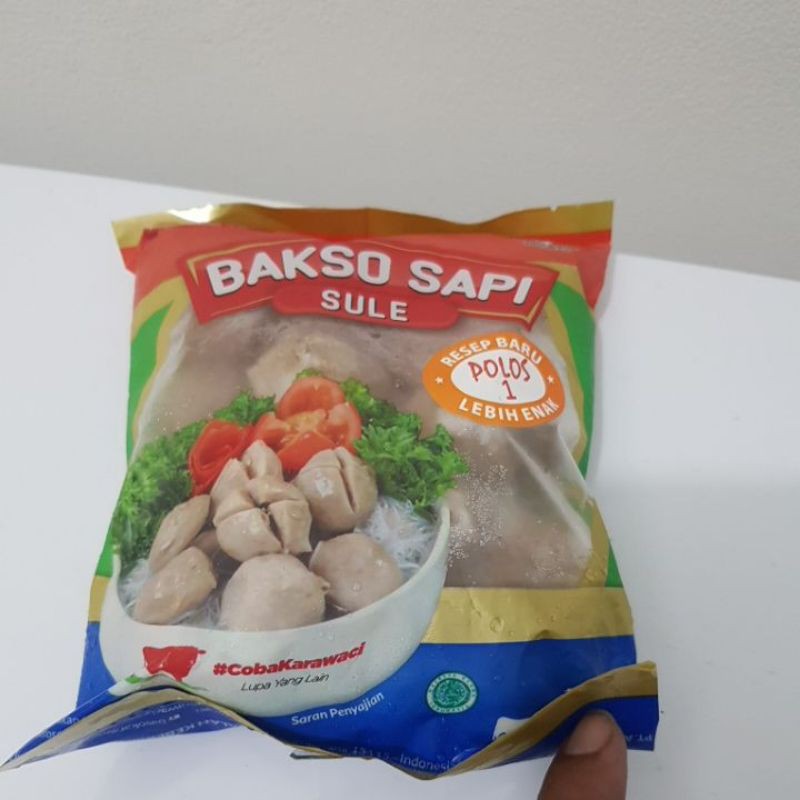 BAKSO SAPI
SULE
RESEP BARU
POLOS
1
LEBIH ENAK
#CobaKarawaci
Lupa Yang Lain
Saran Penyajian